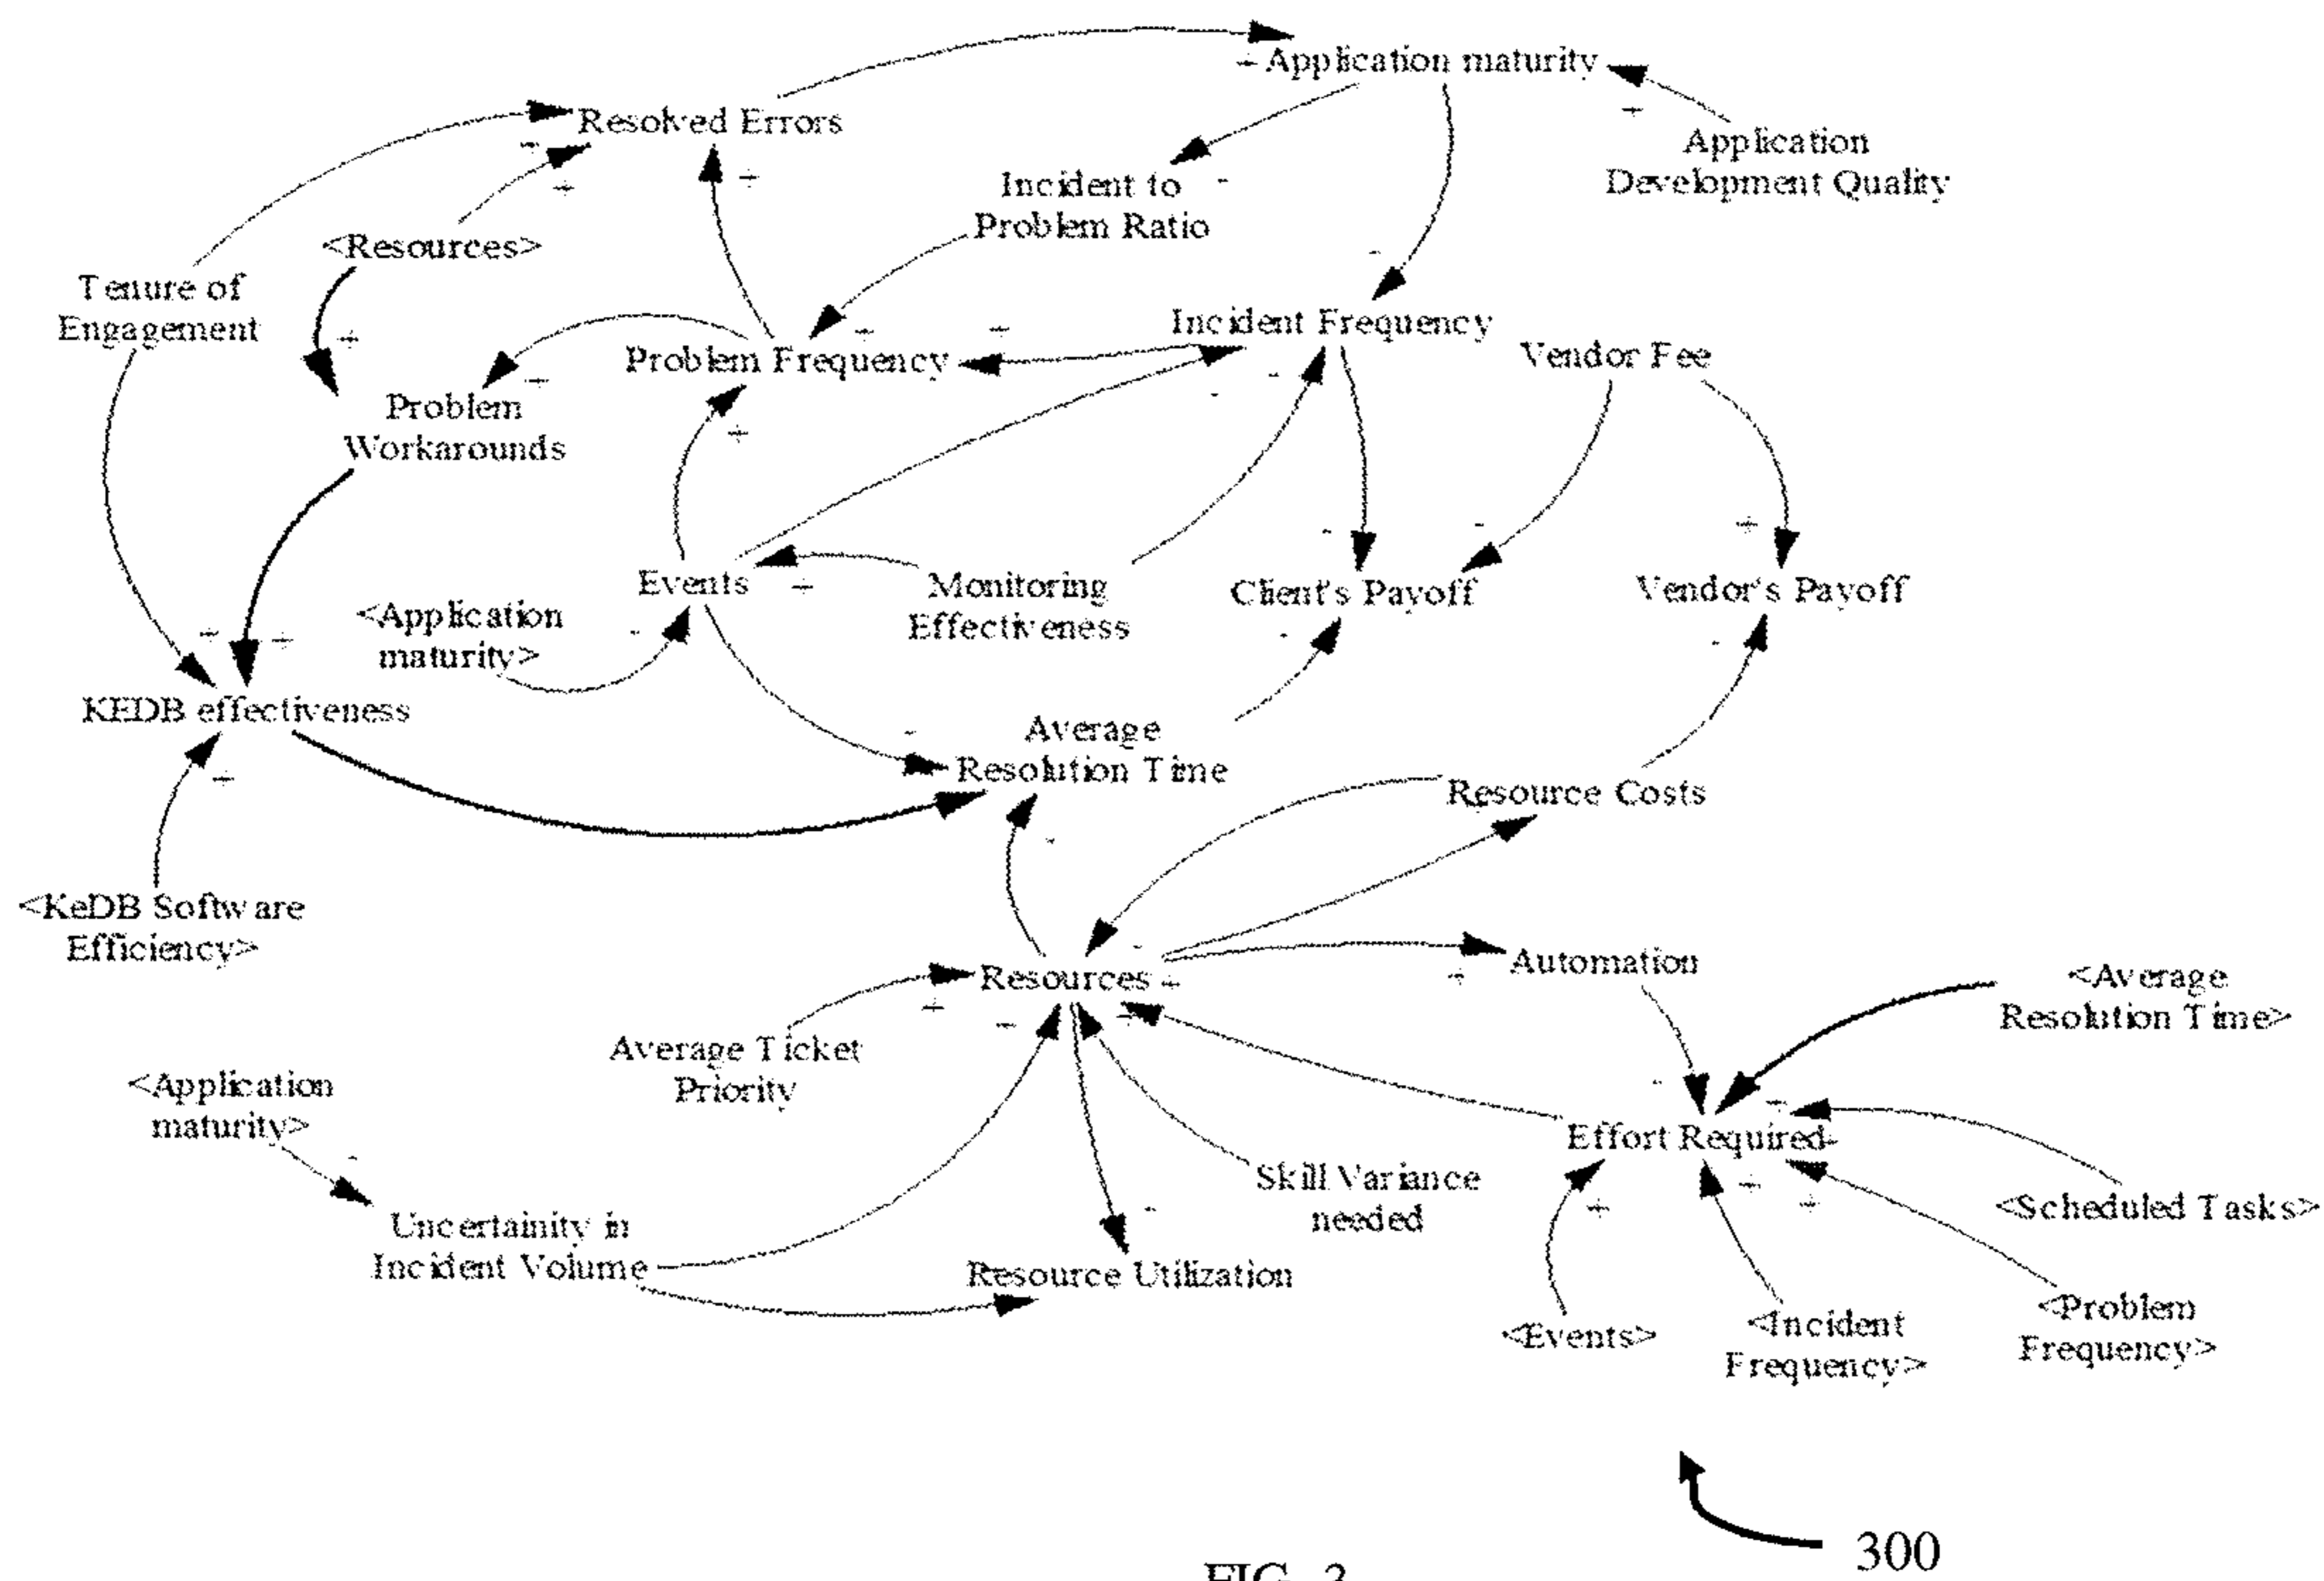 Application maturity
Resolved Errors
Application
Development Quality
Incident to
Problem Ratio
<Resources>
Tenure of
Engagement
Incident Frequency
Vendor Fee
Problem Frequency
Problem
Workarounds
Events
Monitoring
Effectiveness
Client's Payoff
Vendor's Payoff
<Application
maturity>
KEDB effectiveness
Average
Resolution Time
Resource Costs
<KeDB Software
Efficiency>
Resources
Automation
<Average
Resolution Time>
Average Ticket
Priority
<Application
maturity>
Effort Required
Skill Variance
needed
<Scheduled Tasks>
Uncertainity in
Incident Volume
Resource Utilization
<Events>
<Incident
Frequency>
<Problem
Frequency>
300
FIG. 3